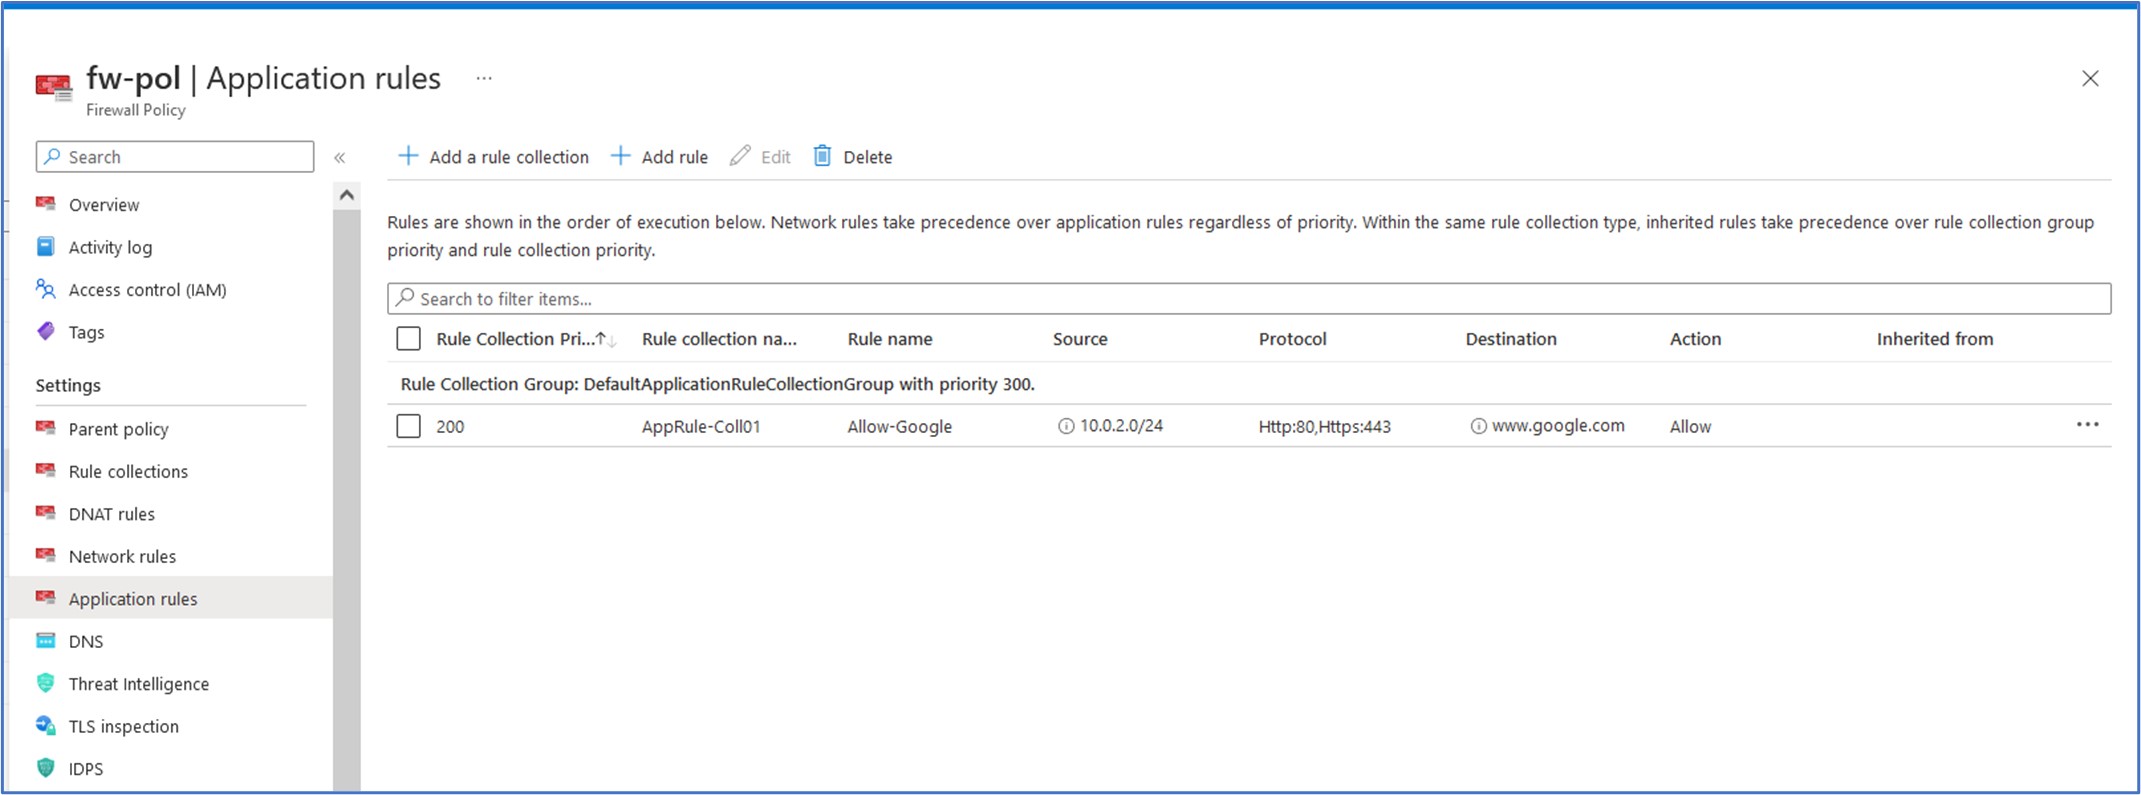 fw-pol | Application rules ...
Firewall Policy
Search «
Add a rule collection Add rule Edit Delete
Overview
Activity log
Access control (IAM)
Tags
Settings
Parent policy
Rule collections
DNAT rules
Network rules
Application rules
DNS
Threat Intelligence
TLS inspection
IDPS
Rules are shown in the order of execution below. Network rules take precedence over application rules regardless of priority. Within the same rule collection type, inherited rules take precedence over rule collection group
priority and rule collection priority.
Search to filter items...
Rule Collection Pri...↑↓ Rule collection na... Rule name Source Protocol Destination Action Inherited from
Rule Collection Group: DefaultApplicationRuleCollectionGroup with priority 300.
200 AppRule-Coll01 Allow-Google 10.0.2.0/24 Http:80,Https:443 www.google.com Allow ...